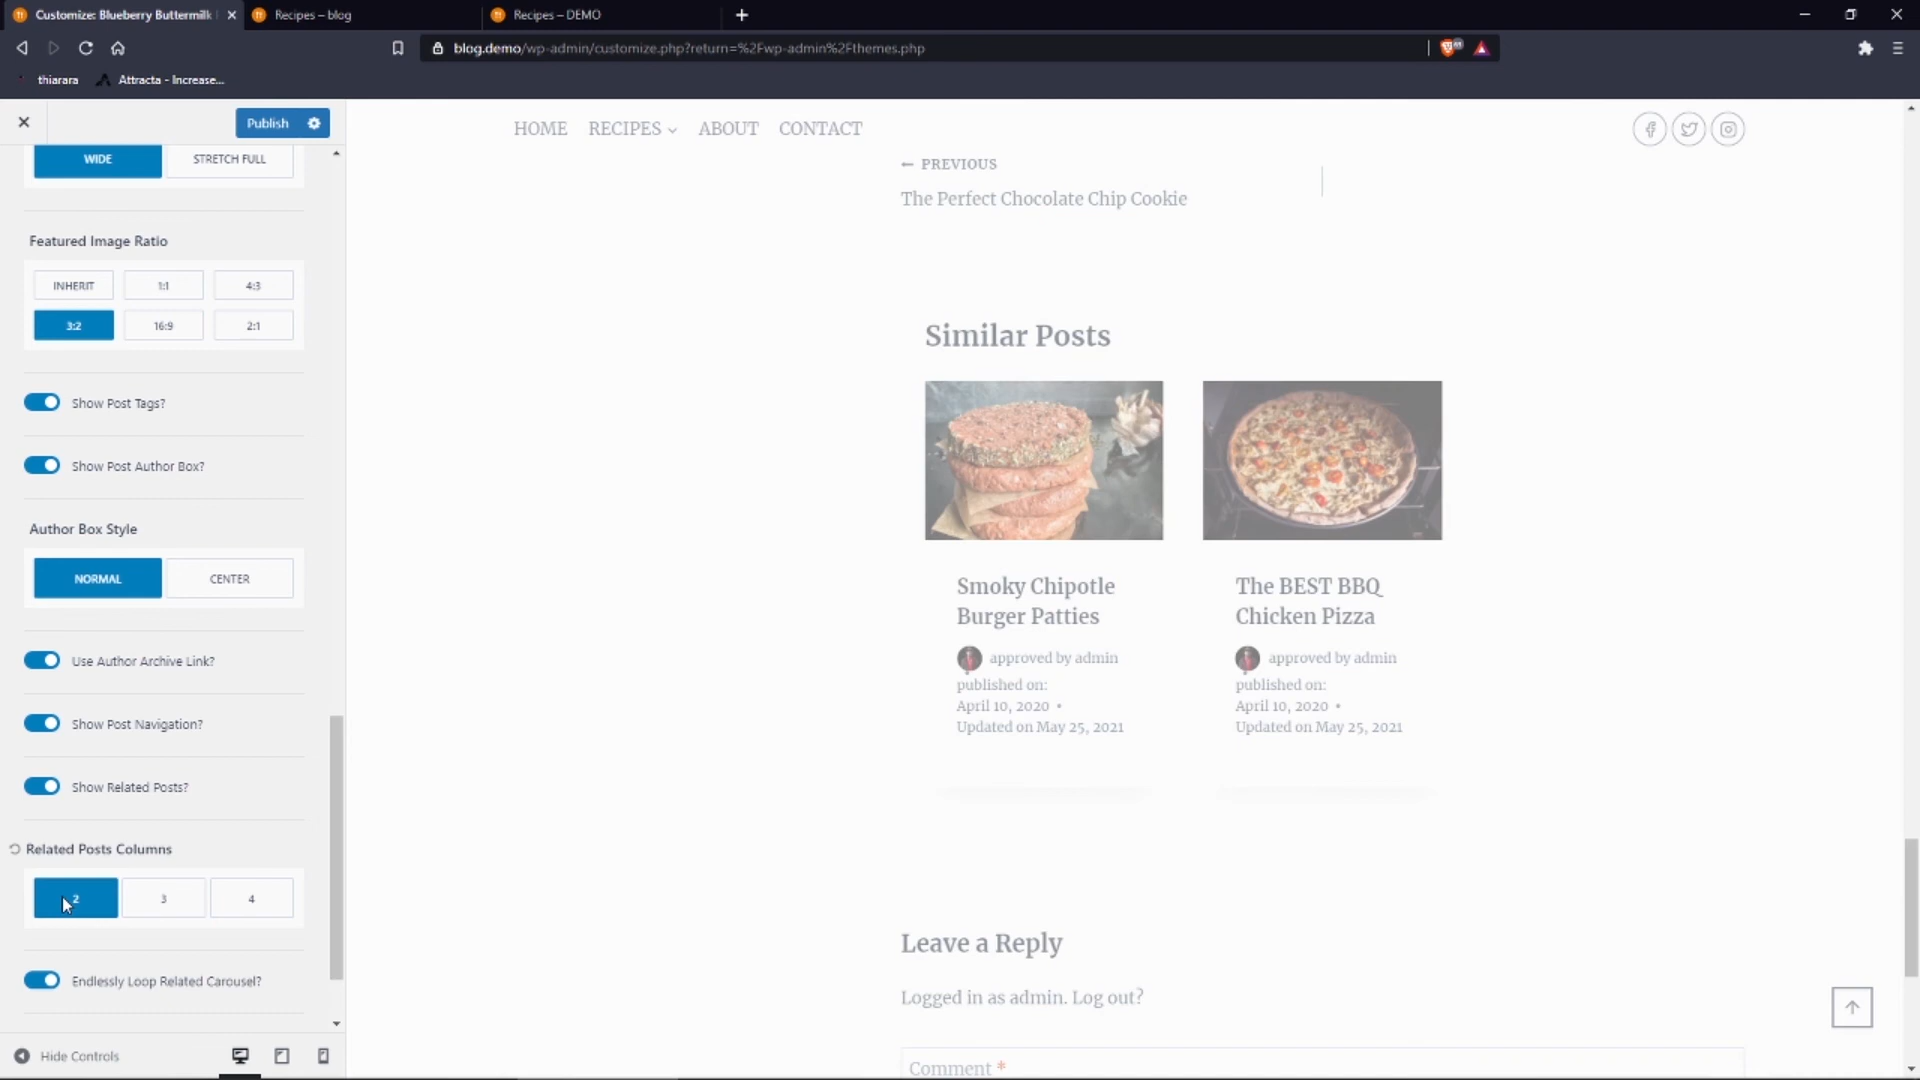 Customize: Blueberry Buttermilk
Recipes – blog
Recipes – DEMO
blog.demo/wp-admin/customize.php?return=%2Fwp-admin%2Fthemes.php
thiarara
Attracta - Increase...
Publish
HOME RECIPES ABOUT CONTACT
WIDE STRETCH FULL
← PREVIOUS
The Perfect Chocolate Chip Cookie
Featured Image Ratio
INHERIT 1:1 4:3
3:2 16:9 2:1
Show Post Tags?
Show Post Author Box?
Author Box Style
NORMAL CENTER
Use Author Archive Link?
Show Post Navigation?
Show Related Posts?
Related Posts Columns
2 3 4
Endlessly Loop Related Carousel?
Hide Controls
Similar Posts
Smoky Chipotle
Burger Patties
approved by admin
published on:
April 10, 2020 •
Updated on May 25, 2021
The BEST BBQ
Chicken Pizza
approved by admin
published on:
April 10, 2020 •
Updated on May 25, 2021
Leave a Reply
Logged in as admin. Log out?
Comment *